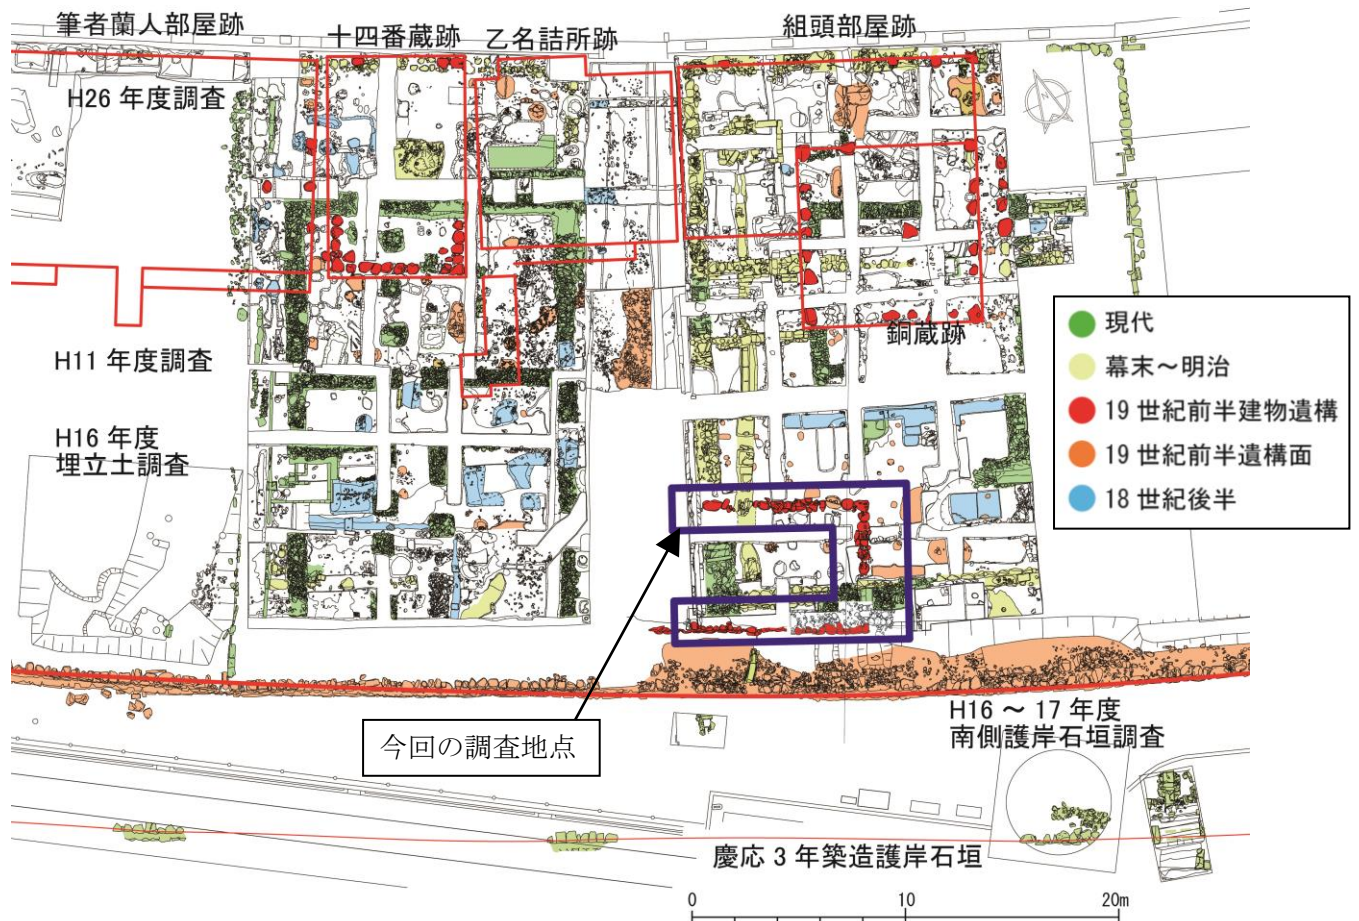 筆者蘭人部屋跡
十四番蔵跡
乙名詰所跡
組頭部屋跡
H26 年度調査
銅蔵跡
H11 年度調査
H16 年度
埋立土調査
現代
幕末～明治
19 世紀前半建物遺構
19 世紀前半遺構面
18 世紀後半
今回の調査地点
H16 ～ 17 年度
南側護岸石垣調査
慶応 3 年築造護岸石垣
0 10 20m